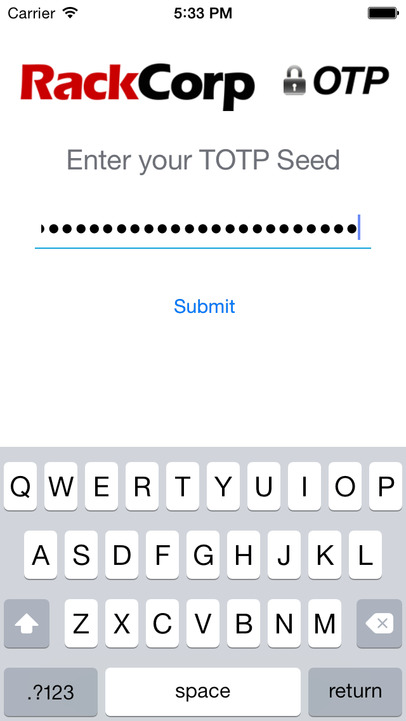 Carrier 5:33 PM
RackCorp OTP
Enter your TOTP Seed
Submit
Q W E R T Y U I O P
A S D F G H J K L
Z X C V B N M
.?123 space return